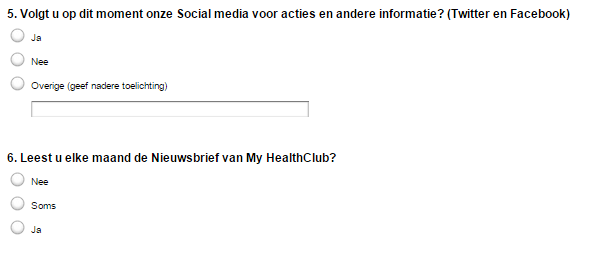 5. Volgt u op dit moment onze Social media voor acties en andere informatie? (Twitter en Facebook)
Ja
Nee
Overige (geef nadere toelichting)
6. Leest u elke maand de Nieuwsbrief van My HealthClub?
Nee
Soms
Ja